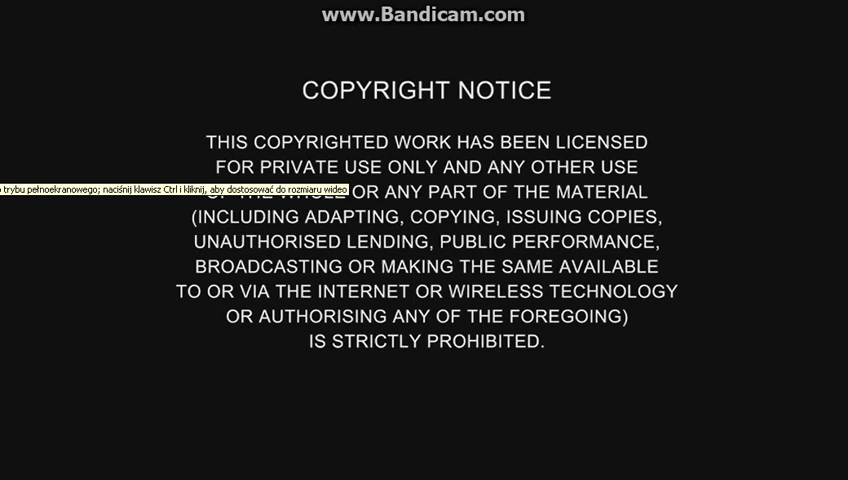 www.Bandicam.com
COPYRIGHT NOTICE
THIS COPYRIGHTED WORK HAS BEEN LICENSED
FOR PRIVATE USE ONLY AND ANY OTHER USE
trybu pełnoekranowego; naciśnij klawisz Ctrl i kliknij, aby dostosować do rozmiaru wideo
OF THE WHOLE OR ANY PART OF THE MATERIAL
(INCLUDING ADAPTING, COPYING, ISSUING COPIES,
UNAUTHORISED LENDING, PUBLIC PERFORMANCE,
BROADCASTING OR MAKING THE SAME AVAILABLE
TO OR VIA THE INTERNET OR WIRELESS TECHNOLOGY
OR AUTHORISING ANY OF THE FOREGOING)
IS STRICTLY PROHIBITED.